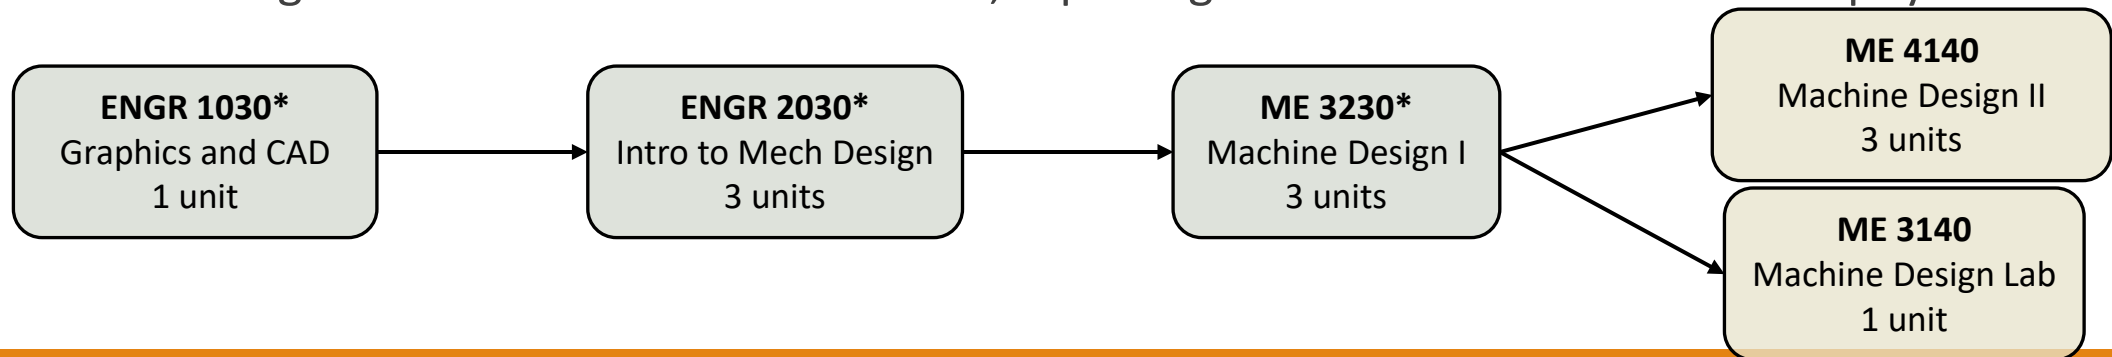 ENGR 1030*
Graphics and CAD
1 unit
ENGR 2030*
Intro to Mech Design
3 units
ME 3230*
Machine Design I
3 units
ME 4140
Machine Design II
3 units
ME 3140
Machine Design Lab
1 unit